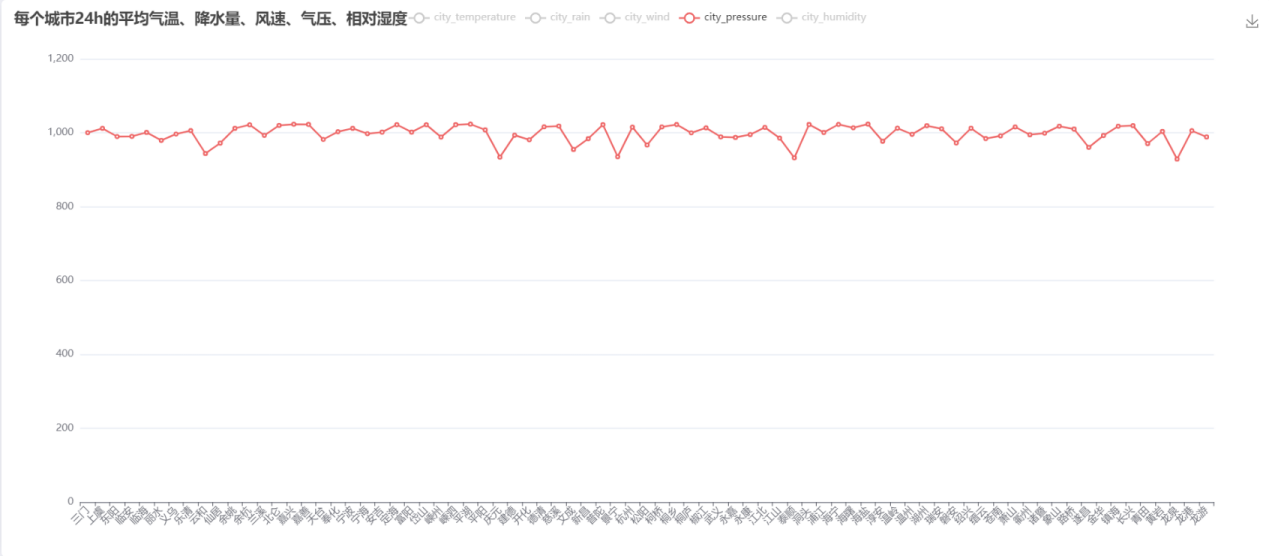 每个城市24h的平均气温、降水量、风速、气压、相对湿度
city_temperature
city_rain
city_wind
city_pressure
city_humidity
1,200
1,000
800
600
400
200
0
三门
上虞
东阳
临安
临海
丽水
义乌
乐清
云和
仙居
余姚
余杭
兰溪
北仑
嘉兴
嘉善
天台
奉化
宁波
宁海
安吉
定海
富阳
岱山
嵊州
嵊泗
平湖
平阳
庆元
建德
开化
德清
慈溪
文成
新昌
普陀
景宁
杭州
松阳
柯桥
桐乡
桐庐
椒江
武义
永嘉
永康
江北
江山
泰顺
洞头
浦江
海宁
海曙
海盐
淳安
温岭
温州
湖州
瑞安
磐安
绍兴
缙云
苍南
萧山
衢州
诸暨
象山
路桥
遂昌
金华
镇海
长兴
青田
黄岩
龙泉
龙港
龙游